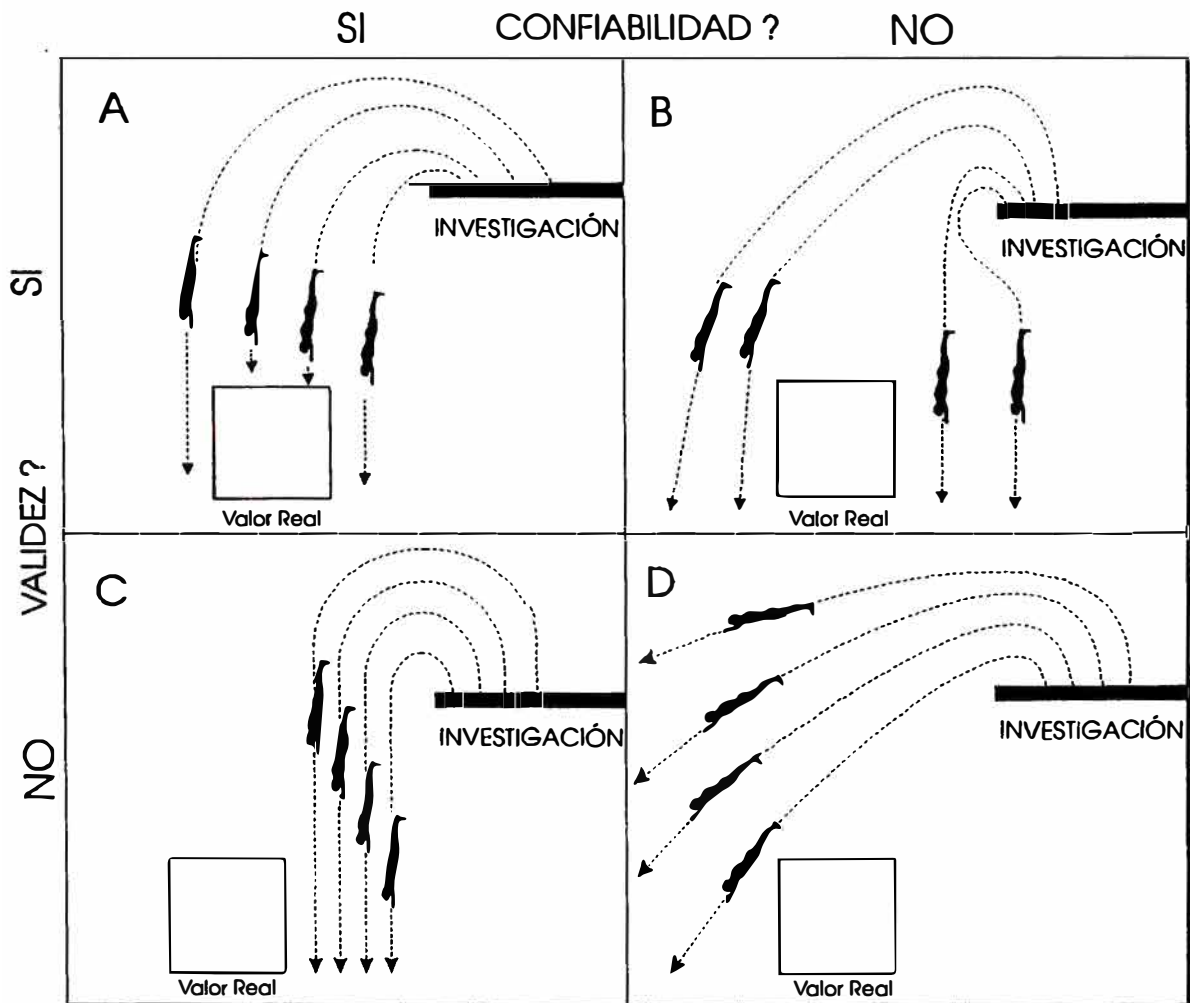 SI CONFIABILIDAD ? NO
SI
VALIDEZ ?
NO
A
INVESTIGACIÓN
Valor Real
B
INVESTIGACIÓN
Valor Real
C
INVESTIGACIÓN
Valor Real
D
INVESTIGACIÓN
Valor Real